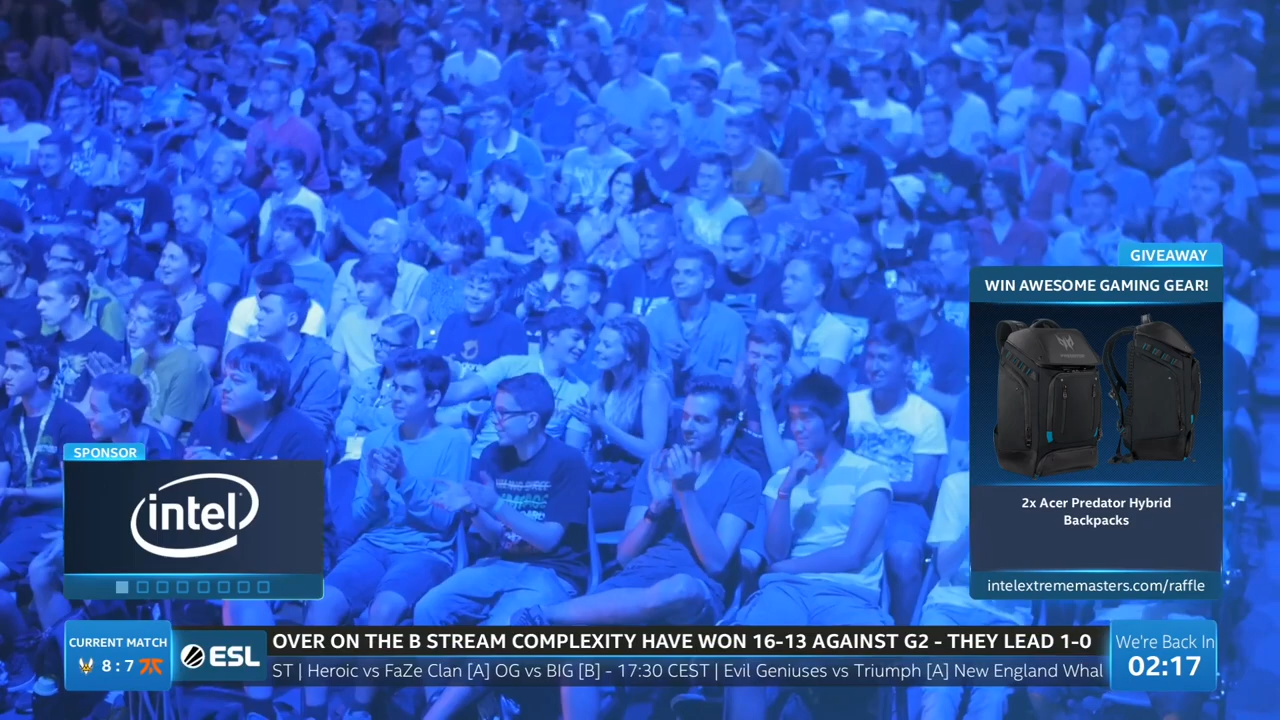 GIVEAWAY
WIN AWESOME GAMING GEAR!
PREDATOR
2x Acer Predator Hybrid
Backpacks
intelextrememasters.com/raffle
SPONSOR
intel
CURRENT MATCH
8 : 7
ESL
OVER ON THE B STREAM COMPLEXITY HAVE WON 16-13 AGAINST G2 - THEY LEAD 1-0
ST | Heroic vs FaZe Clan [A] OG vs BIG [B] - 17:30 CEST | Evil Geniuses vs Triumph [A] New England Whal
We're Back In
02:17